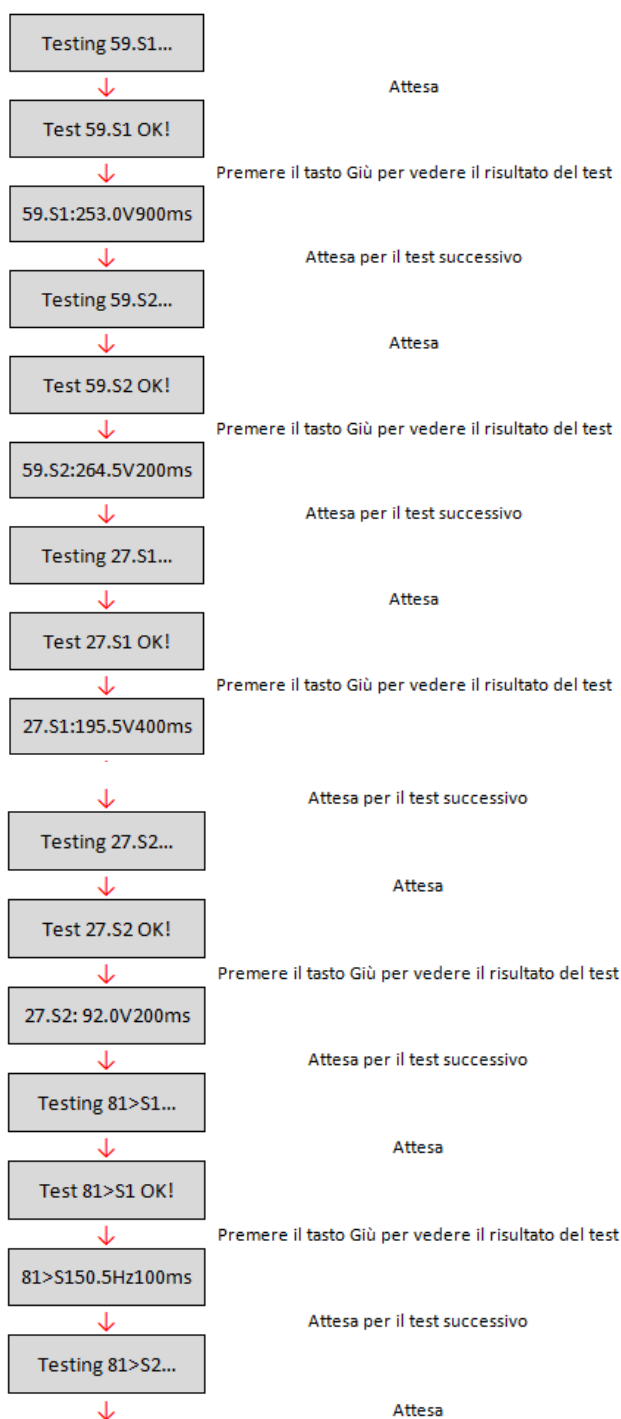 Testing 59.S1...
Attesa
Test 59.S1 OK!
Premere il tasto Giù per vedere il risultato del test
59.S1:253.0V900ms
Attesa per il test successivo
Testing 59.S2...
Attesa
Test 59.S2 OK!
Premere il tasto Giù per vedere il risultato del test
59.S2:264.5V200ms
Attesa per il test successivo
Testing 27.S1...
Attesa
Test 27.S1 OK!
Premere il tasto Giù per vedere il risultato del test
27.S1:195.5V400ms
Attesa per il test successivo
Testing 27.S2...
Attesa
Test 27.S2 OK!
Premere il tasto Giù per vedere il risultato del test
27.S2: 92.0V200ms
Attesa per il test successivo
Testing 81>S1...
Attesa
Test 81>S1 OK!
Premere il tasto Giù per vedere il risultato del test
81>S150.5Hz100ms
Attesa per il test successivo
Testing 81>S2...
Attesa